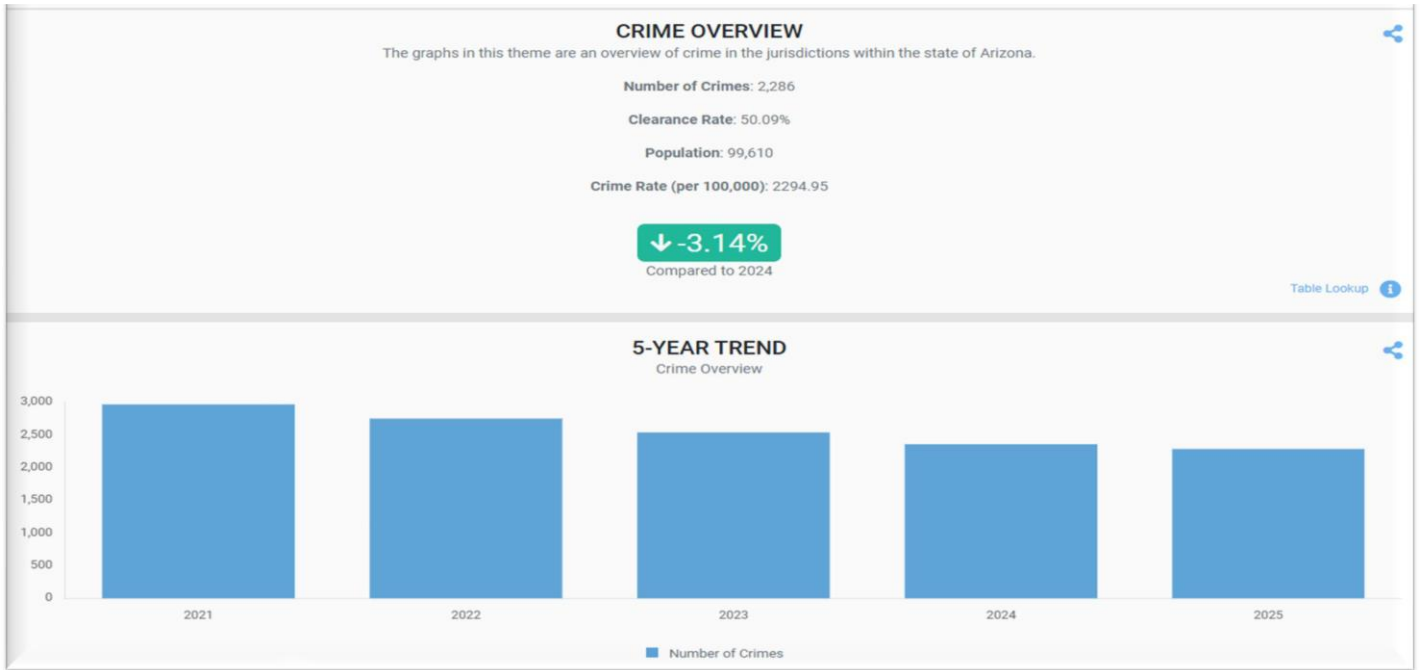 CRIME OVERVIEW
The graphs in this theme are an overview of crime in the jurisdictions within the state of Arizona.
Number of Crimes: 2,286
Clearance Rate: 50.09%
Population: 99,610
Crime Rate (per 100,000): 2294.95
-3.14%
Compared to 2024
Table Lookup
5-YEAR TREND
Crime Overview
3,000
2,500
2,000
1,500
1,000
500
0
2021 2022 2023 2024 2025
Number of Crimes